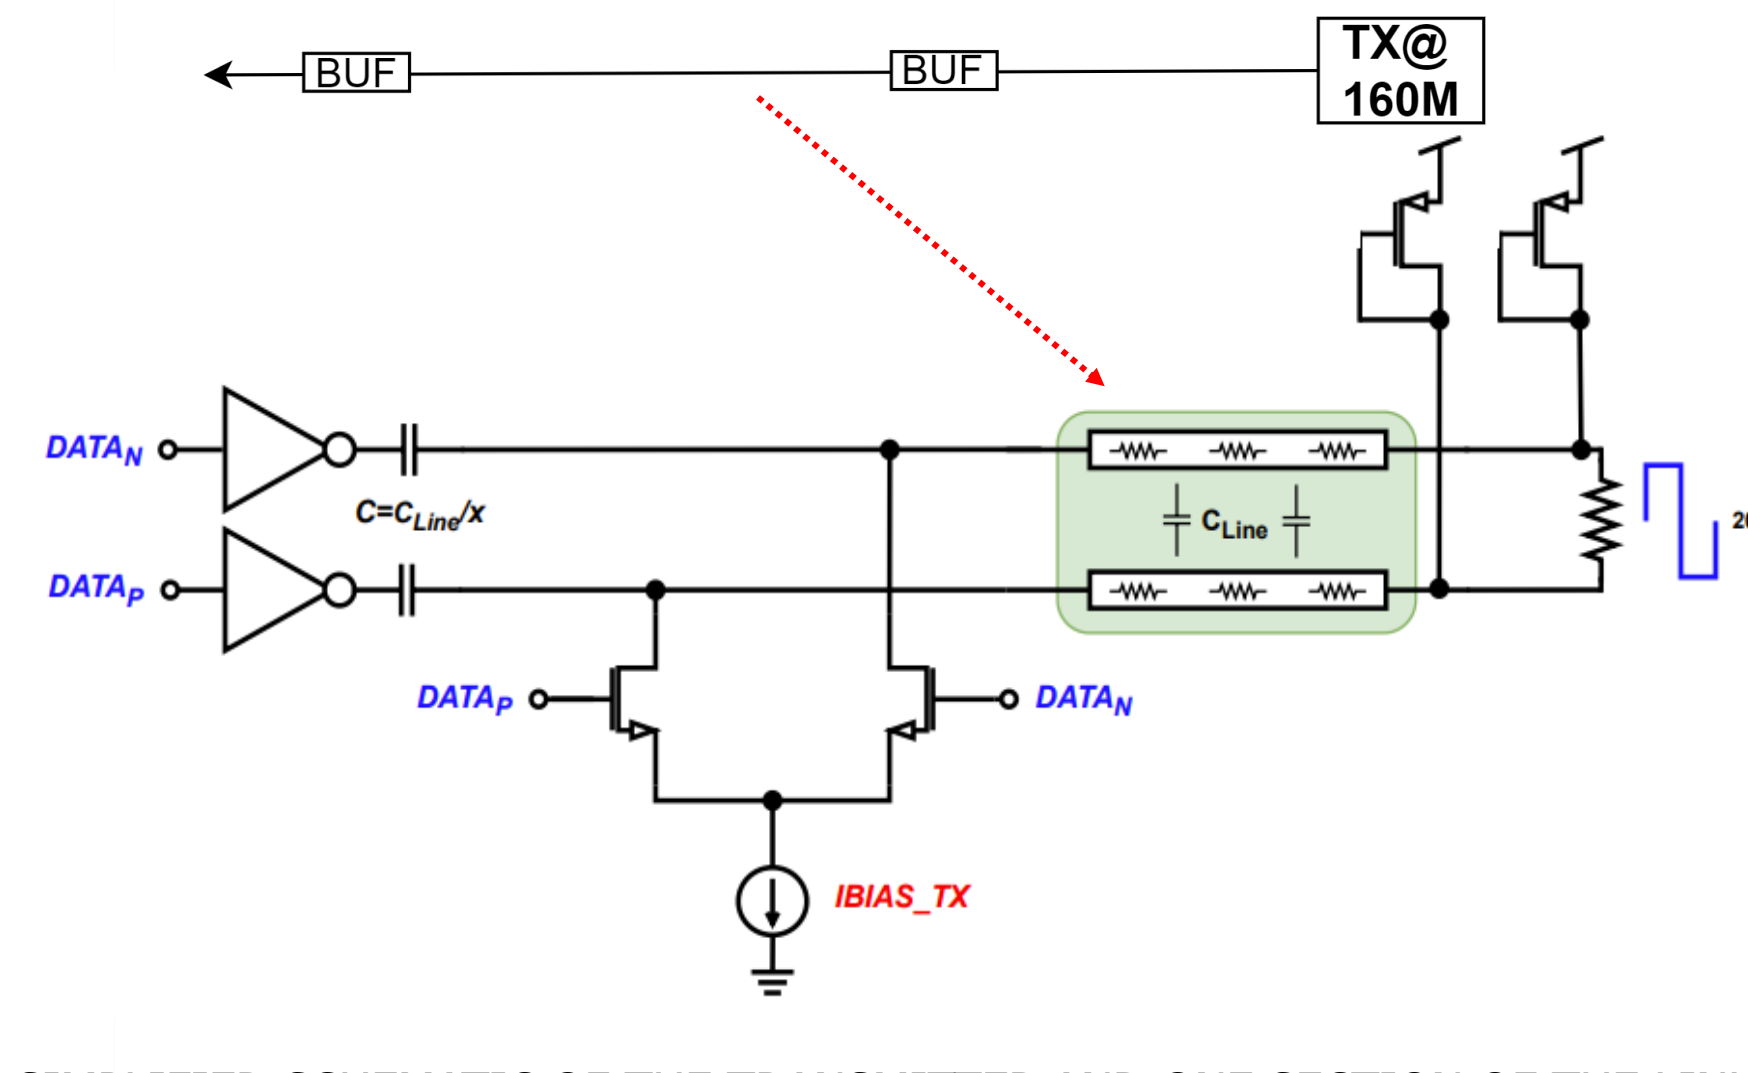 TX@
160M
BUF
BUF
DATAN
C=CLine/x
DATAP
CLine
DATAP
DATAN
IBIAS_TX